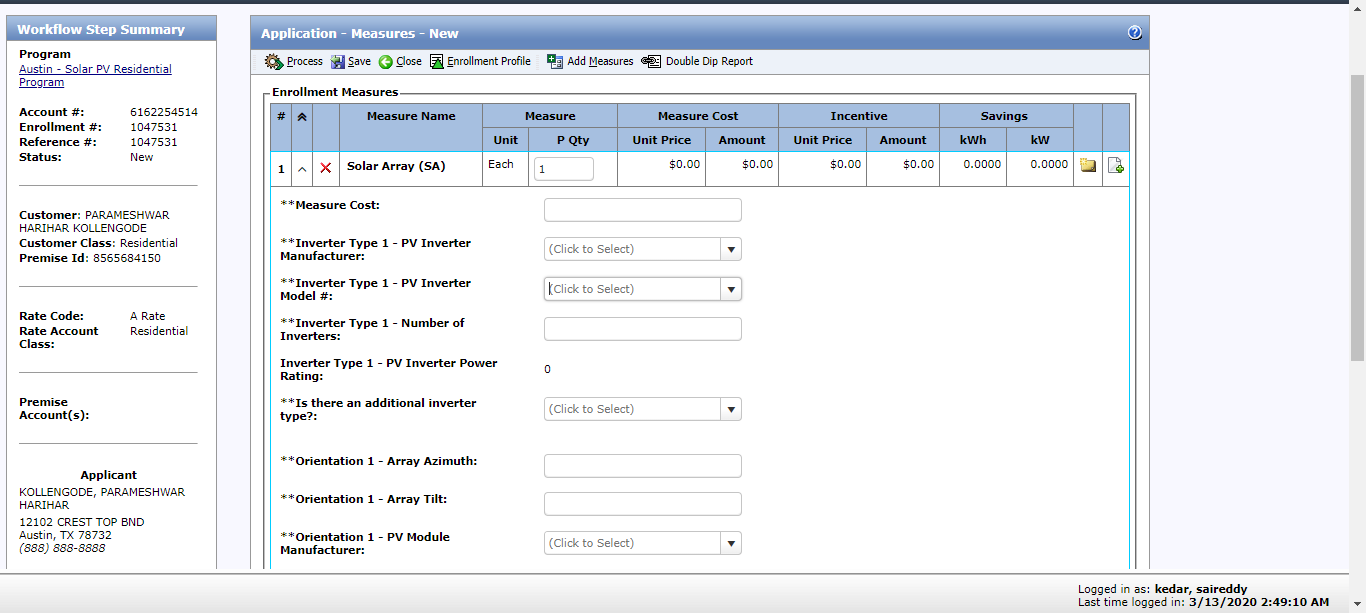 Workflow Step Summary
Program
Austin - Solar PV Residential
Program
Account #: 6162254514
Enrollment #: 1047531
Reference #: 1047531
Status: New
Customer: PARAMESHWAR
HARIHAR KOLLENGODE
Customer Class: Residential
Premise Id: 8565684150
Rate Code: A Rate
Rate Account Residential
Class:
Premise
Account(s):
Applicant
KOLLENGODE, PARAMESHWAR
HARIHAR
12102 CREST TOP BND
Austin, TX 78732
(888) 888-8888
Application - Measures - New
?
Process Save Close Enrollment Profile Add Measures Double Dip Report
Enrollment Measures
# Measure Name Measure Measure Cost Incentive Savings
Unit P Qty Unit Price Amount Unit Price Amount kWh kW
1 Solar Array (SA) Each 1 $0.00 $0.00 $0.00 $0.00 0.0000 0.0000
**Measure Cost:
**Inverter Type 1 - PV Inverter
Manufacturer: (Click to Select)
**Inverter Type 1 - PV Inverter
Model #: (Click to Select)
**Inverter Type 1 - Number of
Inverters:
Inverter Type 1 - PV Inverter Power
Rating: 0
**Is there an additional inverter
type?: (Click to Select)
**Orientation 1 - Array Azimuth:
**Orientation 1 - Array Tilt:
**Orientation 1 - PV Module
Manufacturer: (Click to Select)
Logged in as: kedar, saireddy
Last time logged in: 3/13/2020 2:49:10 AM